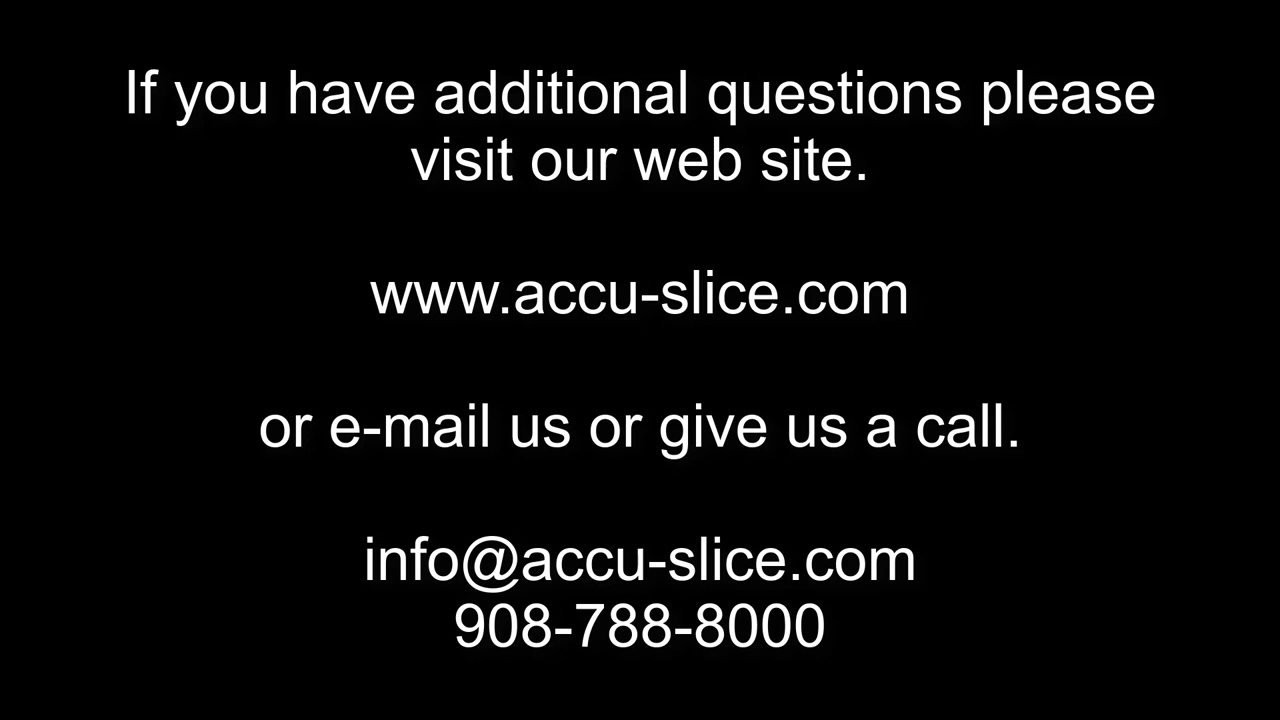 If you have additional questions please
visit our web site.
www.accu-slice.com
or e-mail us or give us a call.
info@accu-slice.com
908-788-8000